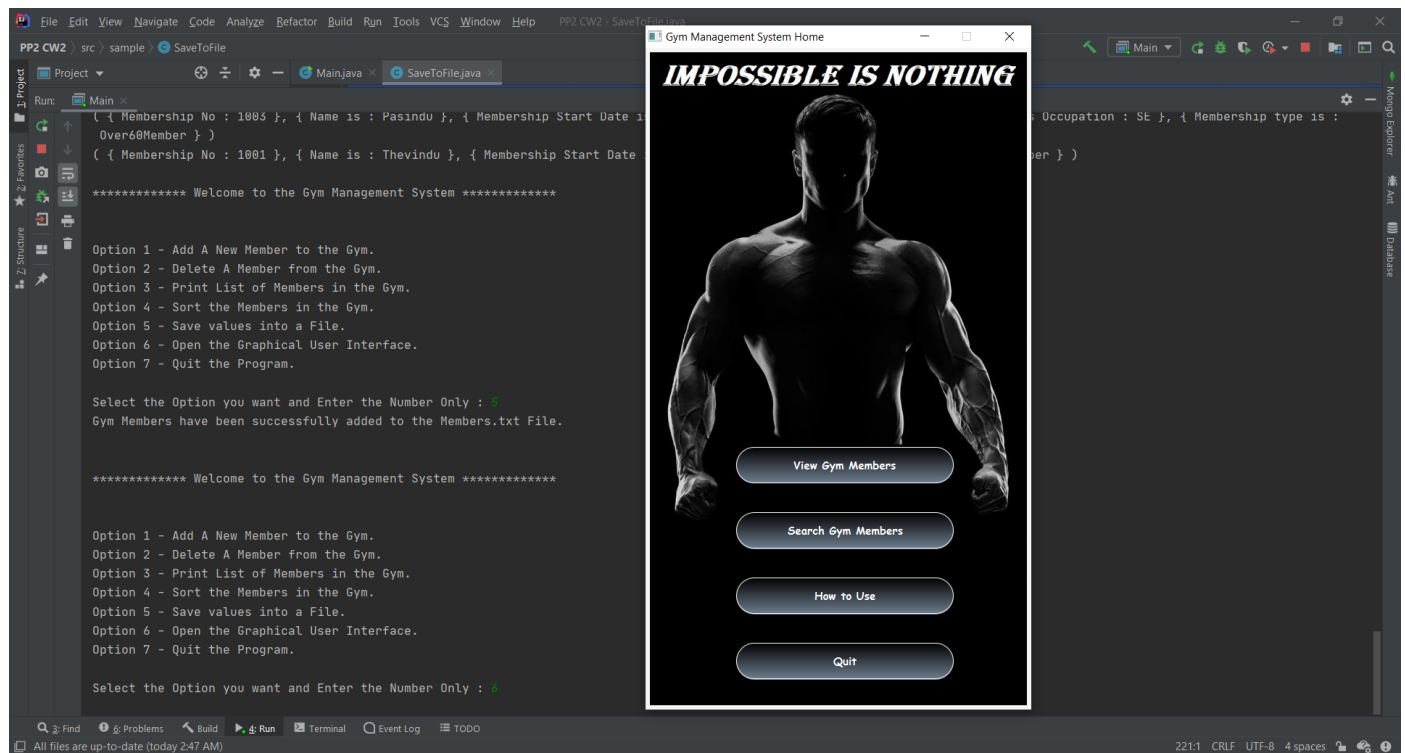 File Edit View Navigate Code Analyze Refactor Build Run Tools VCS Window Help PP2 CW2 - SaveToFile.java
PP2 CW2 src sample SaveToFile
Main
Project
Main.java
SaveToFile.java
Run: Main
1: Project
2: Favorites
7: Structure
Mongo Explorer
Ant
Database
( { Membership No : 1003 }, { Name is : Pasindu }, { Membership Start Date i
s Occupation : SE }, { Membership type is :
Over60Member } )
( { Membership No : 1001 }, { Name is : Thevindu }, { Membership Start Date
er } )
************* Welcome to the Gym Management System *************
Option 1 - Add A New Member to the Gym.
Option 2 - Delete A Member from the Gym.
Option 3 - Print List of Members in the Gym.
Option 4 - Sort the Members in the Gym.
Option 5 - Save values into a File.
Option 6 - Open the Graphical User Interface.
Option 7 - Quit the Program.
Select the Option you want and Enter the Number Only : 5
Gym Members have been successfully added to the Members.txt File.
************* Welcome to the Gym Management System *************
Option 1 - Add A New Member to the Gym.
Option 2 - Delete A Member from the Gym.
Option 3 - Print List of Members in the Gym.
Option 4 - Sort the Members in the Gym.
Option 5 - Save values into a File.
Option 6 - Open the Graphical User Interface.
Option 7 - Quit the Program.
Select the Option you want and Enter the Number Only : 6
Gym Management System Home
IMPOSSIBLE IS NOTHING
View Gym Members
Search Gym Members
How to Use
Quit
3: Find 6: Problems Build 4: Run Terminal Event Log TODO
All files are up-to-date (today 2:47 AM)
221:1 CRLF UTF-8 4 spaces